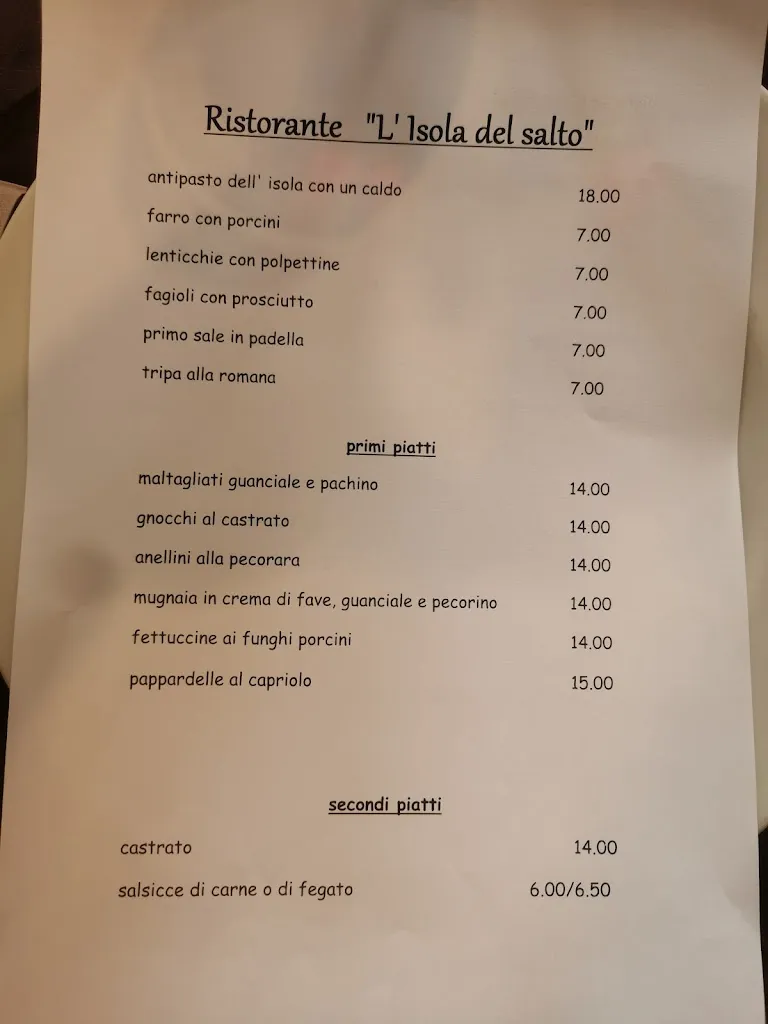 Ristorante "L' Isola del salto"
antipasto dell' isola con un caldo 18.00
farro con porcini 7.00
lenticchie con polpettine 7.00
fagioli con prosciutto 7.00
primo sale in padella 7.00
tripa alla romana 7.00
primi piatti
maltagliati guanciale e pachino 14.00
gnocchi al castrato 14.00
anellini alla pecorara 14.00
mugnaia in crema di fave, guanciale e pecorino 14.00
fettuccine ai funghi porcini 14.00
pappardelle al capriolo 15.00
secondi piatti
castrato 14.00
salsicce di carne o di fegato 6.00/6.50